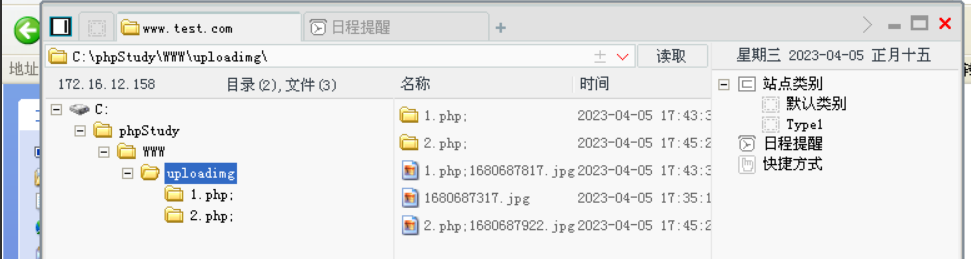 www.test.com
日程提醒
+
C:\phpStudy\WWW\uploadimg\
读取
星期三 2023-04-05 正月十五
地址
172.16.12.158
目录(2),文件(3)
名称
时间
站点类别
默认类别
Type1
日程提醒
快捷方式
C:
phpStudy
WWW
uploadimg
1.php;
2.php;
1.php; 2023-04-05 17:43:3
2.php; 2023-04-05 17:45:2
1.php;1680687817.jpg 2023-04-05 17:43:3
1680687317.jpg 2023-04-05 17:35:1
2.php;1680687922.jpg 2023-04-05 17:45:2